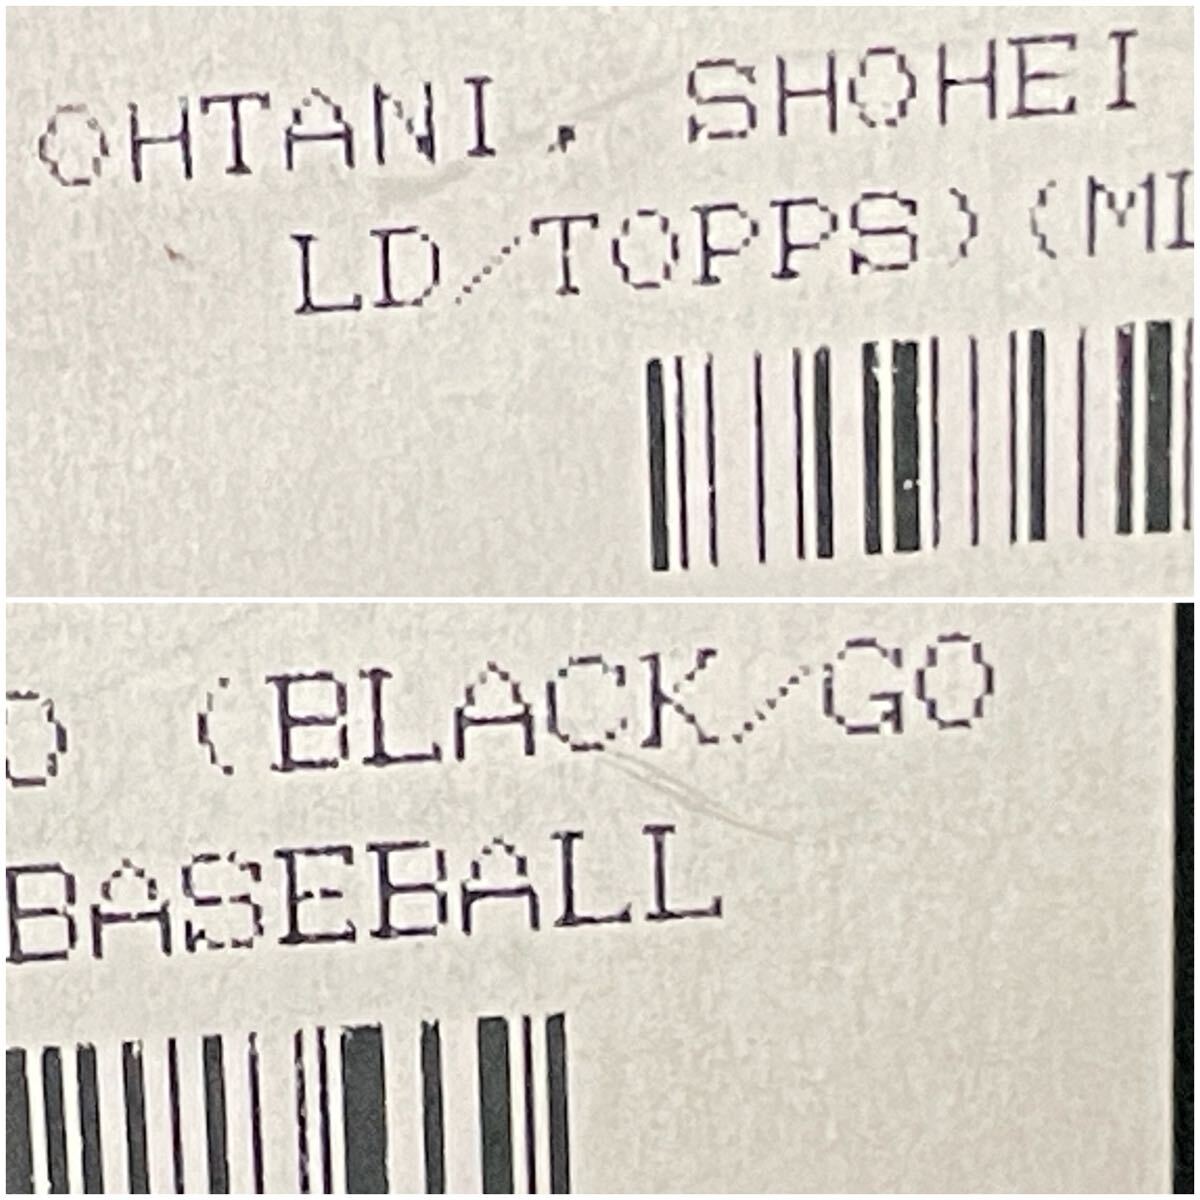 OHTANI, SHOHEI
LD/TOPPS) (MI
(BLACK/GO
BASEBALL